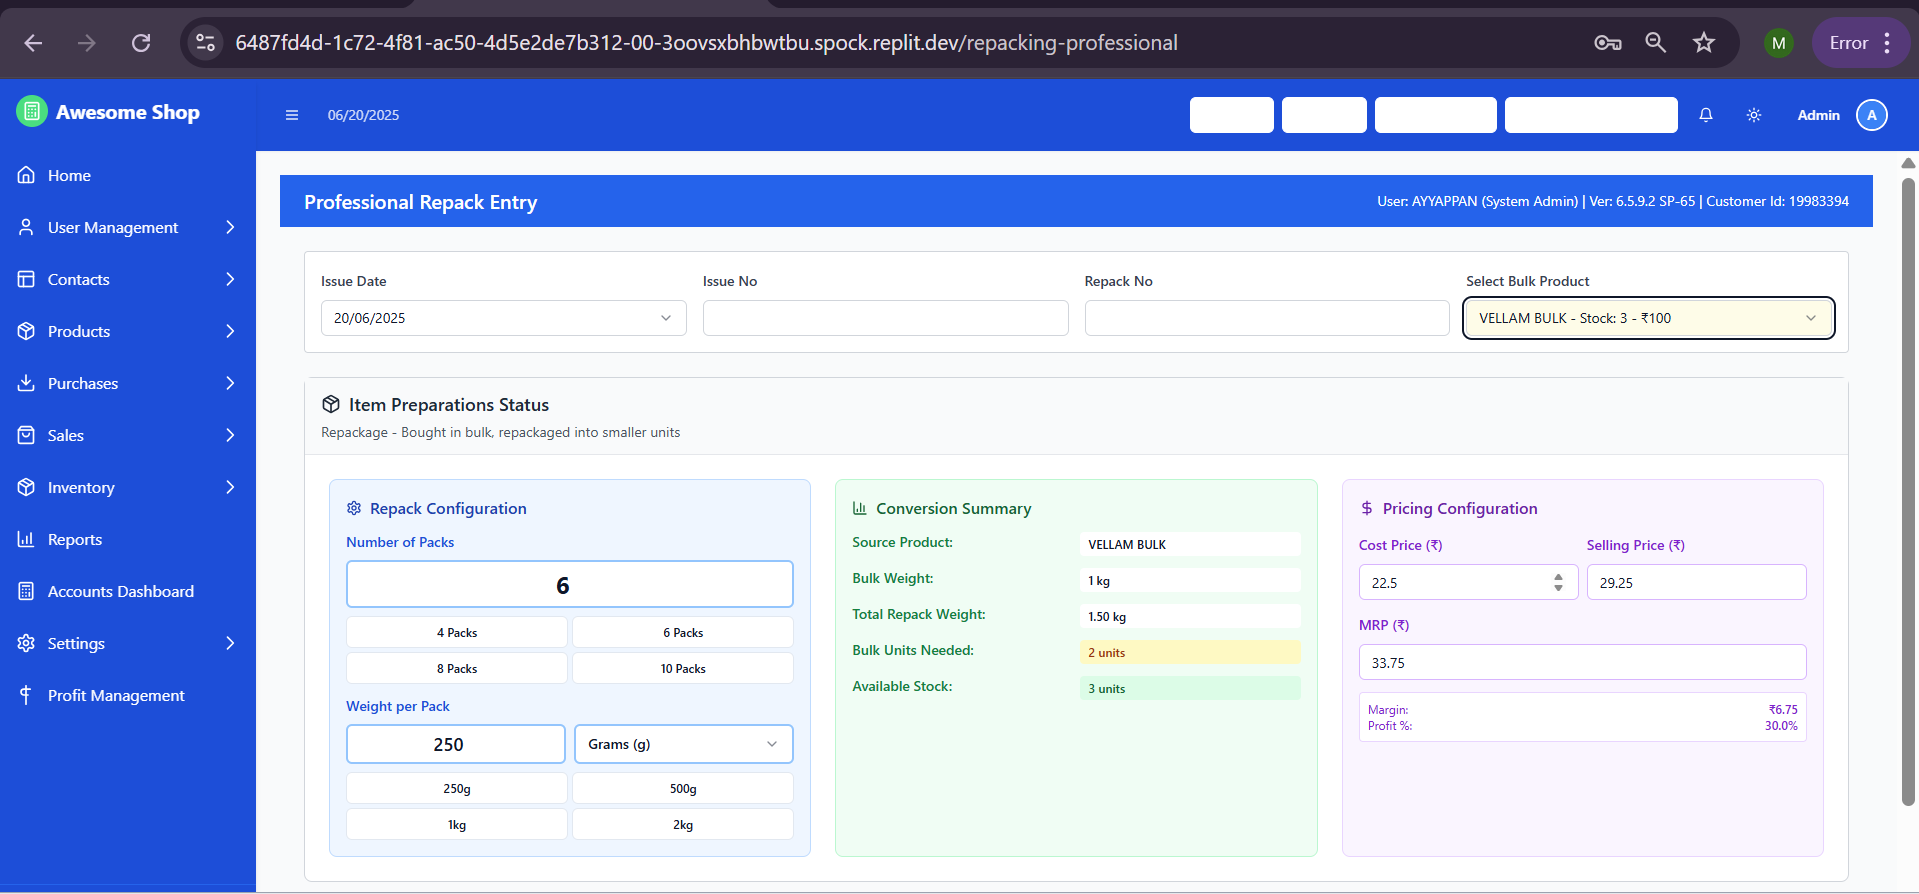 6487fd4d-1c72-4f81-ac50-4d5e2de7b312-00-3oovsxbhbwtbu.spock.replit.dev/repacking-professional
M
Error
Awesome Shop
06/20/2025
Admin
A
Home
User Management
Contacts
Products
Purchases
Sales
Inventory
Reports
Accounts Dashboard
Settings
Profit Management
Professional Repack Entry
User: AYYAPPAN (System Admin) | Ver: 6.5.9.2 SP-65 | Customer Id: 19983394
Issue Date
20/06/2025
Issue No
Repack No
Select Bulk Product
VELLAM BULK - Stock: 3 - ₹100
Item Preparations Status
Repackage - Bought in bulk, repackaged into smaller units
Repack Configuration
Number of Packs
6
4 Packs
6 Packs
8 Packs
10 Packs
Weight per Pack
250
Grams (g)
250g
500g
1kg
2kg
Conversion Summary
Source Product:
VELLAM BULK
Bulk Weight:
1 kg
Total Repack Weight:
1.50 kg
Bulk Units Needed:
2 units
Available Stock:
3 units
$ Pricing Configuration
Cost Price (₹)
22.5
Selling Price (₹)
29.25
MRP (₹)
33.75
Margin:
₹6.75
Profit %:
30.0%